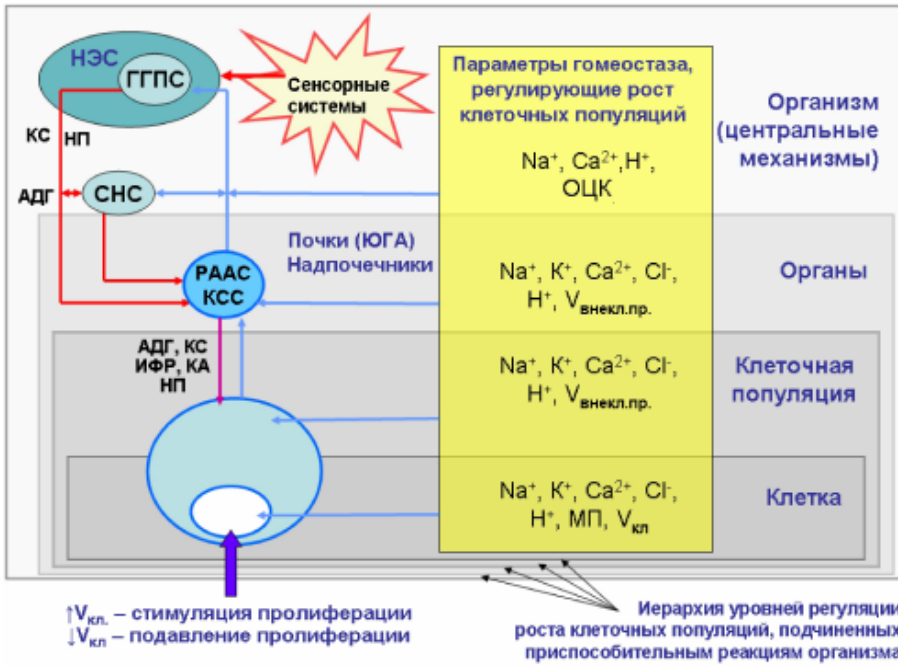 НЭС
ГГПС
Сенсорные
системы
КС
НП
АДГ
СНС
Почки (ЮГА)
Надпочечники
РААС
КСС
АДГ, КС
ИФР, КА
НП
Параметры гомеостаза,
регулирующие рост
клеточных популяций
Na⁺, Ca²⁺,H⁺,
ОЦК
Na⁺, К⁺, Ca²⁺, Cl⁻,
H⁺, Vвнекл.пр.
Na⁺, К⁺, Ca²⁺, Cl⁻,
H⁺, Vвнекл.пр.
Na⁺, К⁺, Ca²⁺, Cl⁻,
H⁺, МП, Vкл
Организм
(центральные
механизмы)
Органы
Клеточная
популяция
Клетка
↑Vкл. – стимуляция пролиферации
↓Vкл – подавление пролиферации
Иерархия уровней регуляции
роста клеточных популяций, подчиненных
приспособительным реакциям организма